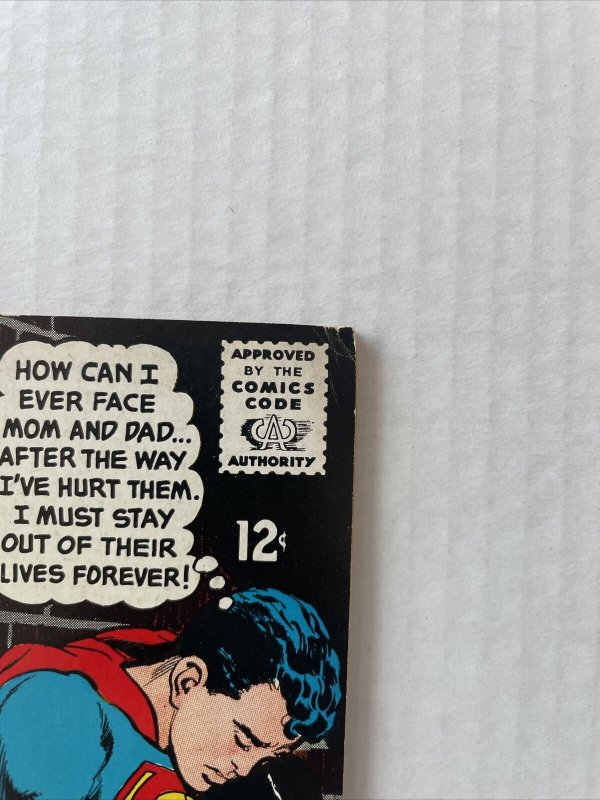 HOW CAN I
EVER FACE
MOM AND DAD...
AFTER THE WAY
I'VE HURT THEM.
I MUST STAY
OUT OF THEIR
LIVES FOREVER!
APPROVED
BY THE
COMICS
CODE
CA
AUTHORITY
12¢